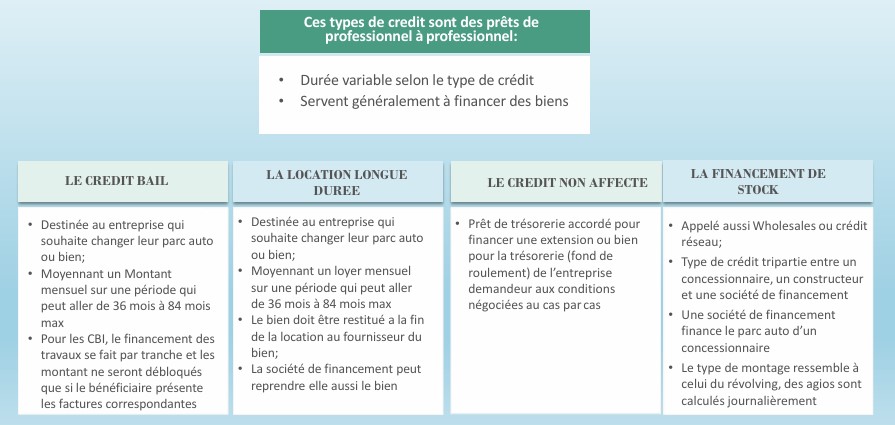 Ces types de credit sont des prêts de
professionnel à professionnel:
• Durée variable selon le type de crédit
• Servent généralement à financer des biens
LE CREDIT BAIL
• Destinée au entreprise qui
souhaite changer leur parc auto
ou bien;
• Moyennant un Montant
mensuel sur une période qui
peut aller de 36 mois à 84 mois
max
• Pour les CBI, le financement des
travaux se fait par tranche et les
montant ne seront débloqués
que si le bénéficiaire présente
les factures correspondantes
LA LOCATION LONGUE
DUREE
• Destinée au entreprise qui
souhaite changer leur parc auto
ou bien;
• Moyennant un loyer mensuel
sur une période qui peut aller
de 36 mois à 84 mois max
• Le bien doit être restitué a la fin
de la location au fournisseur du
bien;
• La société de financement peut
reprendre elle aussi le bien
LE CREDIT NON AFFECTE
• Prêt de trésorerie accordé pour
financer une extension ou bien
pour la trésorerie (fond de
roulement) de l’entreprise
demandeur aux conditions
négociées au cas par cas
LA FINANCEMENT DE
STOCK
• Appelé aussi Wholesales ou crédit
réseau;
• Type de crédit tripartie entre un
concessionnaire, un constructeur
et une société de financement
• Une société de financement
finance le parc auto d’un
concessionnaire
• Le type de montage ressemble à
celui du révolving, des agios sont
calculés journalièrement